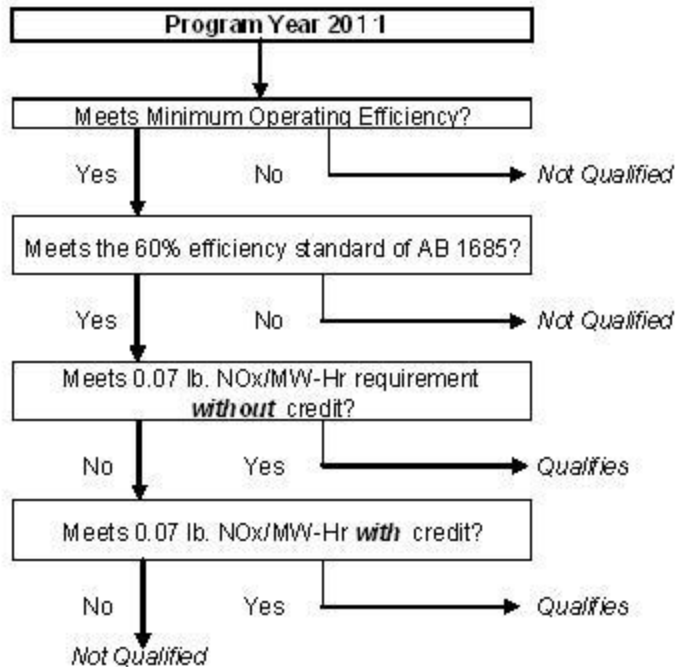 Program Year 2011
Meets Minimum Operating Efficiency?
Yes No Not Qualified
Meets the 60% efficiency standard of AB 1685?
Yes No Not Qualified
Meets 0.07 lb. NOx/MW-Hr requirement
without credit?
No Yes Qualifies
Meets 0.07 lb. NOx/MW-Hr with credit?
No Yes Qualifies
Not Qualified